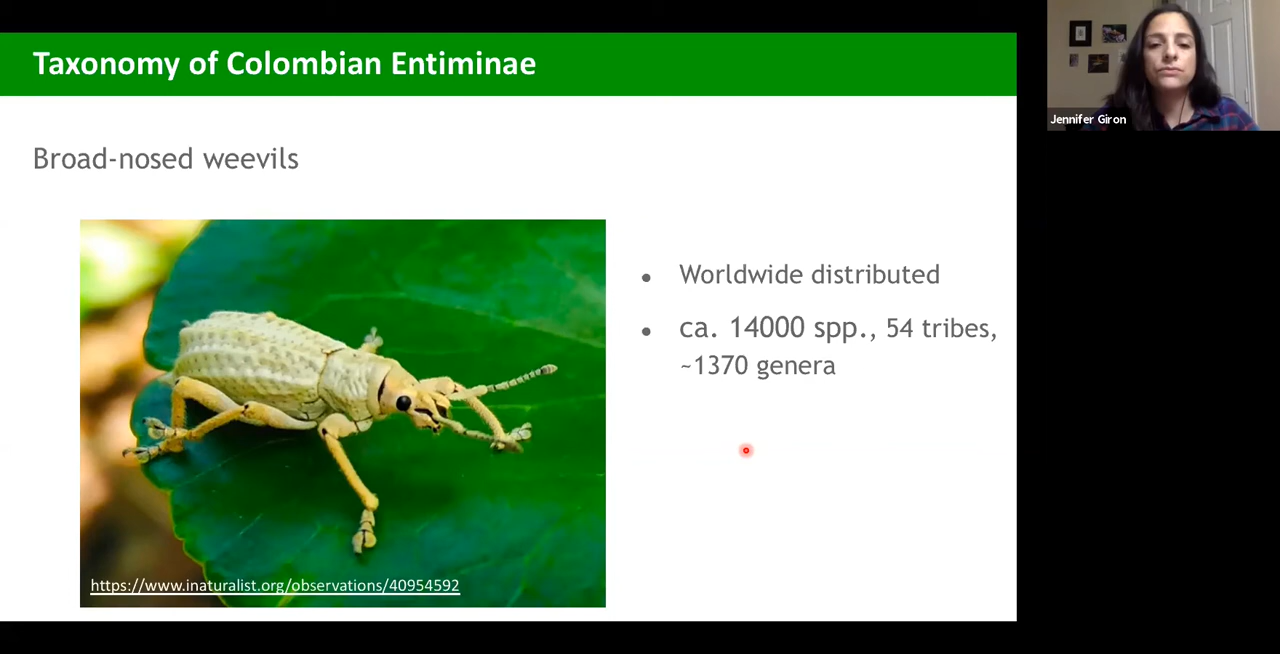 Taxonomy of Colombian Entiminae
Jennifer Giron
Broad-nosed weevils
● Worldwide distributed
● ca. 14000 spp., 54 tribes,
~1370 genera
https://www.inaturalist.org/observations/40954592